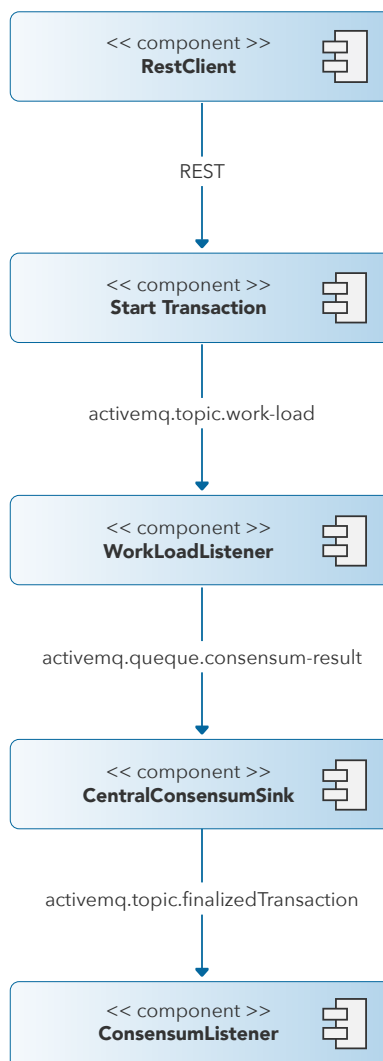 << component >>
RestClient
REST
<< component >>
Start Transaction
activemq.topic.work-load
<< component >>
WorkLoadListener
activemq.queque.consensum-result
<< component >>
CentralConsensumSink
activemq.topic.finalizedTransaction
<< component >>
ConsensumListener